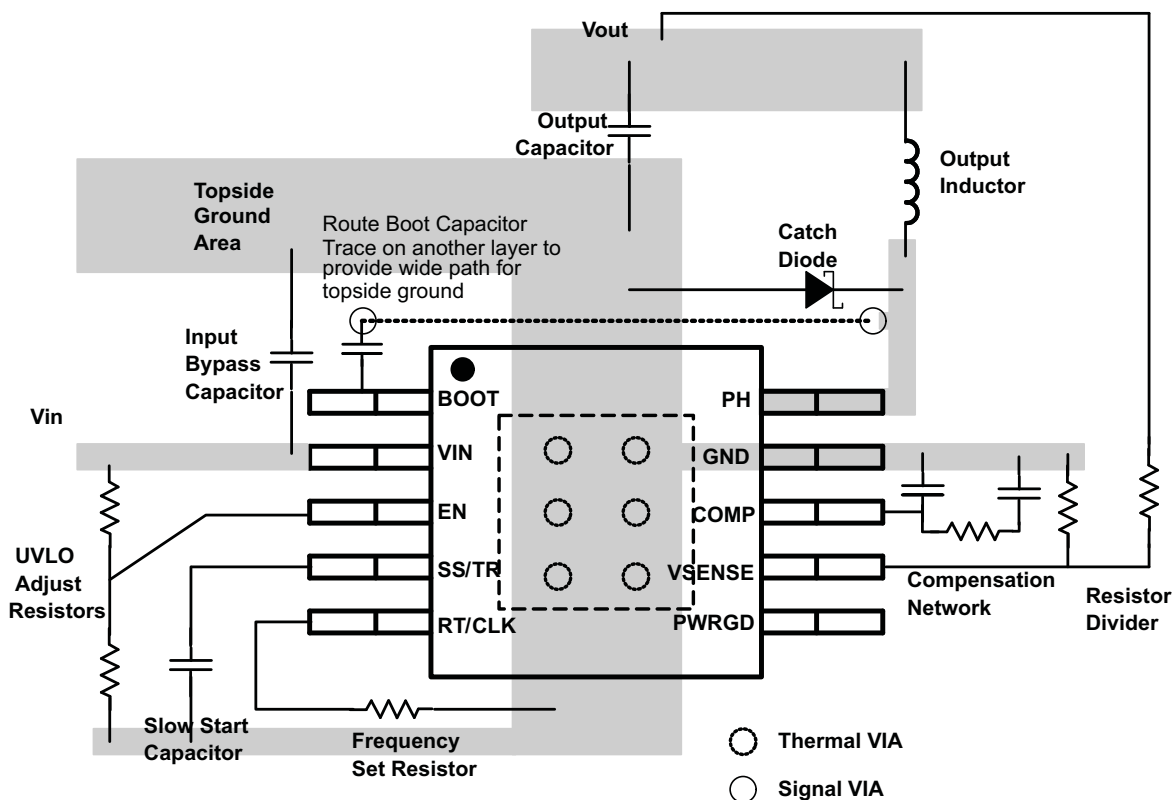 Vout
Output
Capacitor
Output
Inductor
Topside
Ground
Area
Route Boot Capacitor
Trace on another layer to
provide wide path for
topside ground
Catch
Diode
Input
Bypass
Capacitor
Vin
BOOT
VIN
EN
SS/TR
RT/CLK
PH
GND
COMP
VSENSE
PWRGD
UVLO
Adjust
Resistors
Compensation
Network
Resistor
Divider
Slow Start
Capacitor
Frequency
Set Resistor
Thermal VIA
Signal VIA